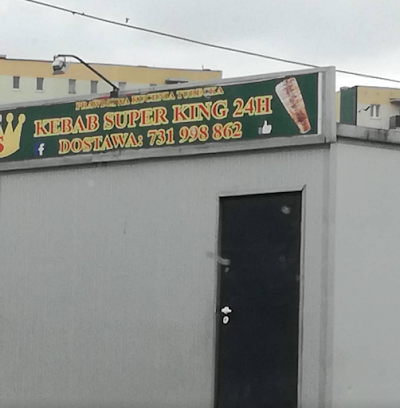 PRAWDZIWA KUCHNIA TURECKA
KEBAB SUPER KING 24H
S
DOSTAWA: 731 998 862